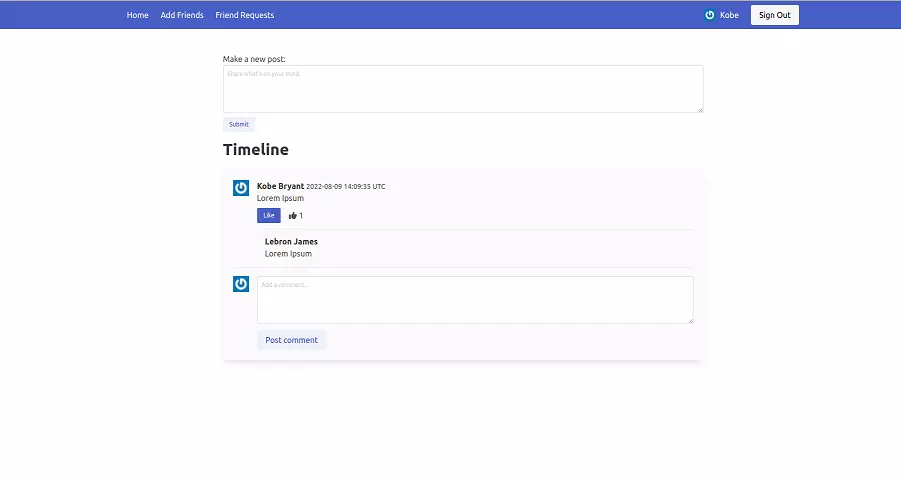 Home Add Friends Friend Requests Kobe Sign Out
Make a new post:
Share what's on your mind
Submit
Timeline
Kobe Bryant 2022-08-09 14:09:35 UTC
Lorem Ipsum
Like 1
Lebron James
Lorem Ipsum
Add a comment...
Post comment